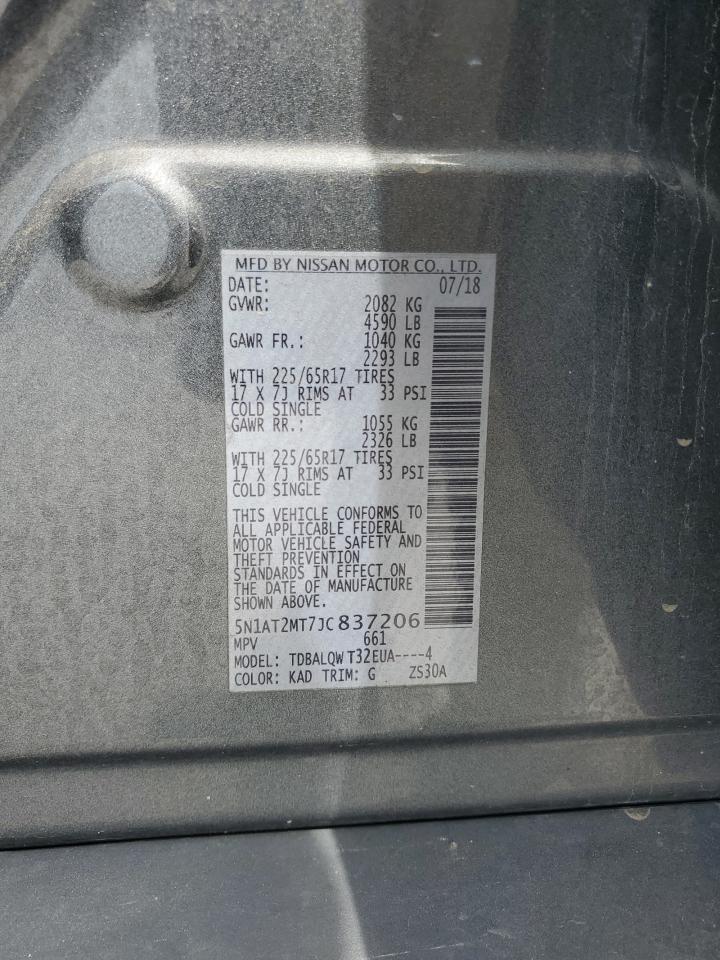 MFD BY NISSAN MOTOR CO., LTD.
DATE: 07/18
GVWR: 2082 KG
4590 LB
GAWR FR.: 1040 KG
2293 LB
WITH 225/65R17 TIRES
17 X 7J RIMS AT 33 PSI
COLD SINGLE
GAWR RR.: 1055 KG
2326 LB
WITH 225/65R17 TIRES
17 X 7J RIMS AT 33 PSI
COLD SINGLE
THIS VEHICLE CONFORMS TO
ALL APPLICABLE FEDERAL
MOTOR VEHICLE SAFETY AND
THEFT PREVENTION
STANDARDS IN EFFECT ON
THE DATE OF MANUFACTURE
SHOWN ABOVE.
5N1AT2MT7JC837206
MPV 661
MODEL: TDBALQW T32EUA----4
COLOR: KAD TRIM: G ZS30A